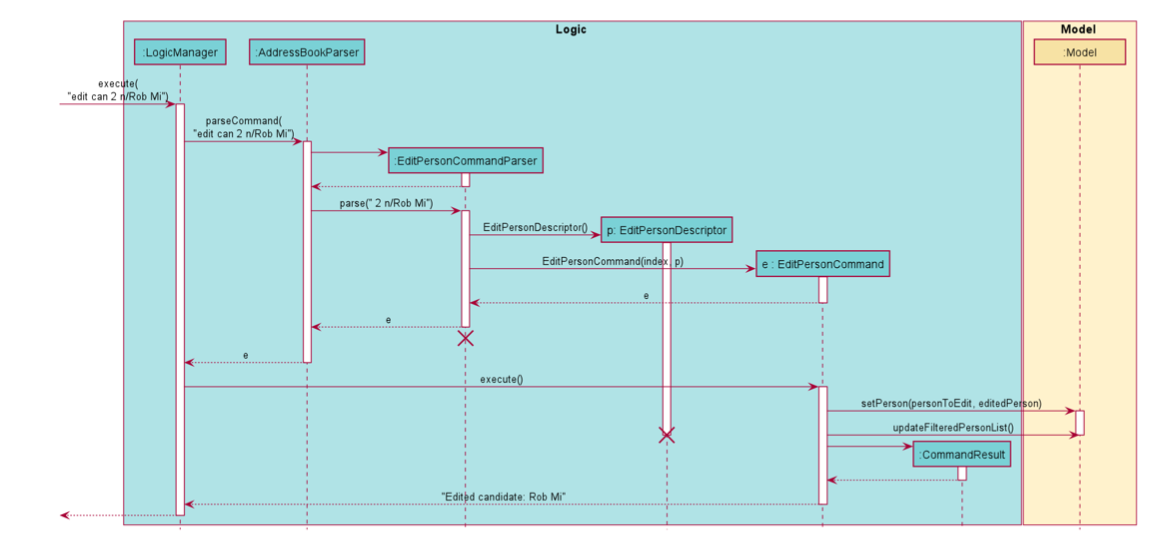 Logic
Model
:LogicManager
:AddressBookParser
:Model
execute(
"edit can 2 n/Rob Mi")
parseCommand(
"edit can 2 n/Rob Mi")
:EditPersonCommandParser
parse(" 2 n/Rob Mi")
EditPersonDescriptor()
p: EditPersonDescriptor
EditPersonCommand(index, p)
e : EditPersonCommand
e
e
e
execute()
setPerson(personToEdit, editedPerson)
updateFilteredPersonList()
:CommandResult
"Edited candidate: Rob Mi"